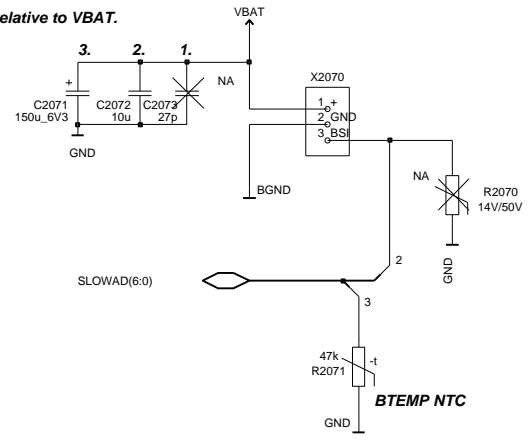 elative to VBAT.
VBAT
3. 2. 1.
NA
X2070
+
1 +
2 GND
3 BSI
C2071 C2072 C2073
150u_6V3 10u 27p
GND
NA
R2070
14V/50V
BGND
GND
2
SLOWAD(6:0)
3
47k -t
R2071
BTEMP NTC
GND